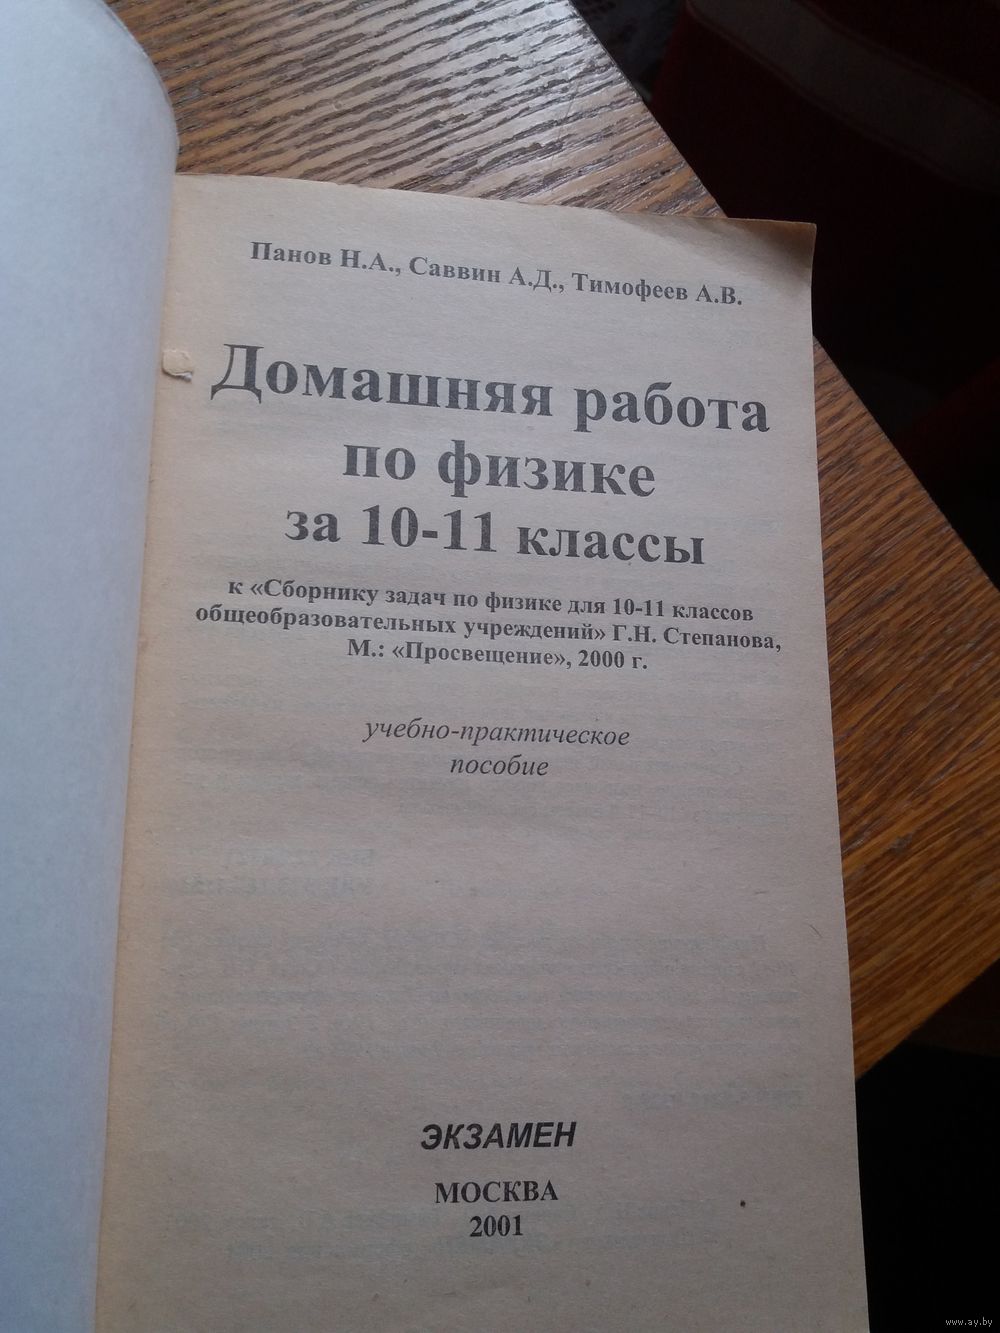 Панов Н.А., Саввин А.Д., Тимофеев А.В.
Домашняя работа
по физике
за 10-11 классы
к «Сборнику задач по физике для 10-11 классов
общеобразовательных учреждений» Г.Н. Степанова,
М.: «Просвещение», 2000 г.
учебно-практическое
пособие
ЭКЗАМЕН
МОСКВА
2001
www.ay.by